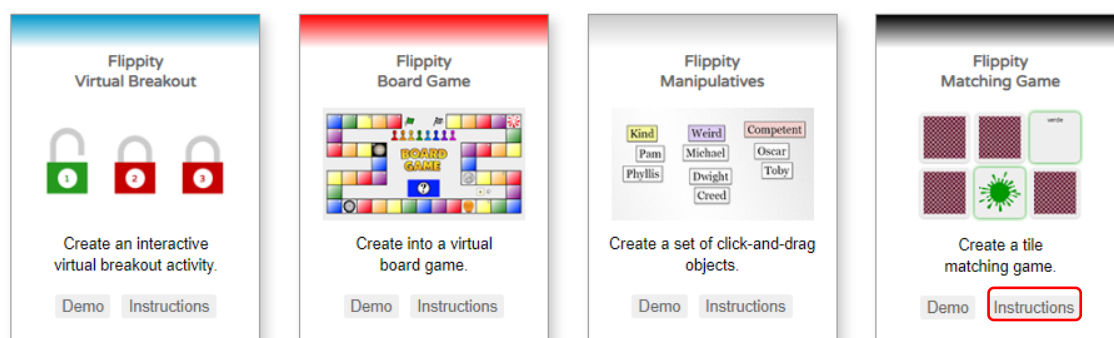 Flippity
Virtual Breakout
1
2
3
Create an interactive
virtual breakout activity.
Demo
Instructions
Flippity
Board Game
BOARD
GAME
?
Create into a virtual
board game.
Demo
Instructions
Flippity
Manipulatives
Kind
Weird
Competent
Pam
Michael
Oscar
Phyllis
Dwight
Toby
Creed
Create a set of click-and-drag
objects.
Demo
Instructions
Flippity
Matching Game
verde
Create a tile
matching game.
Demo
Instructions